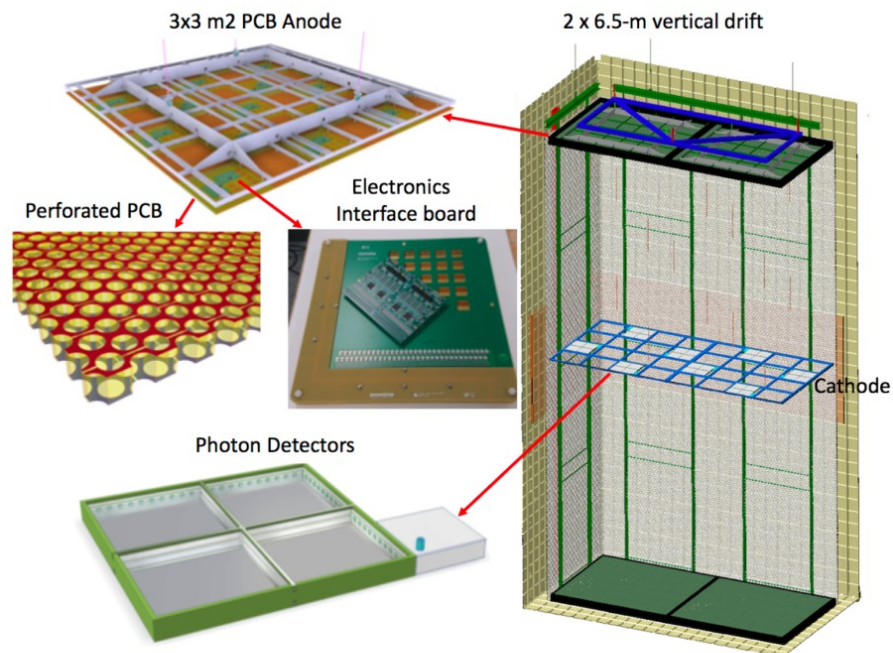 3x3 m2 PCB Anode
2 x 6.5-m vertical drift
Perforated PCB
Electronics
Interface board
Cathode
Photon Detectors